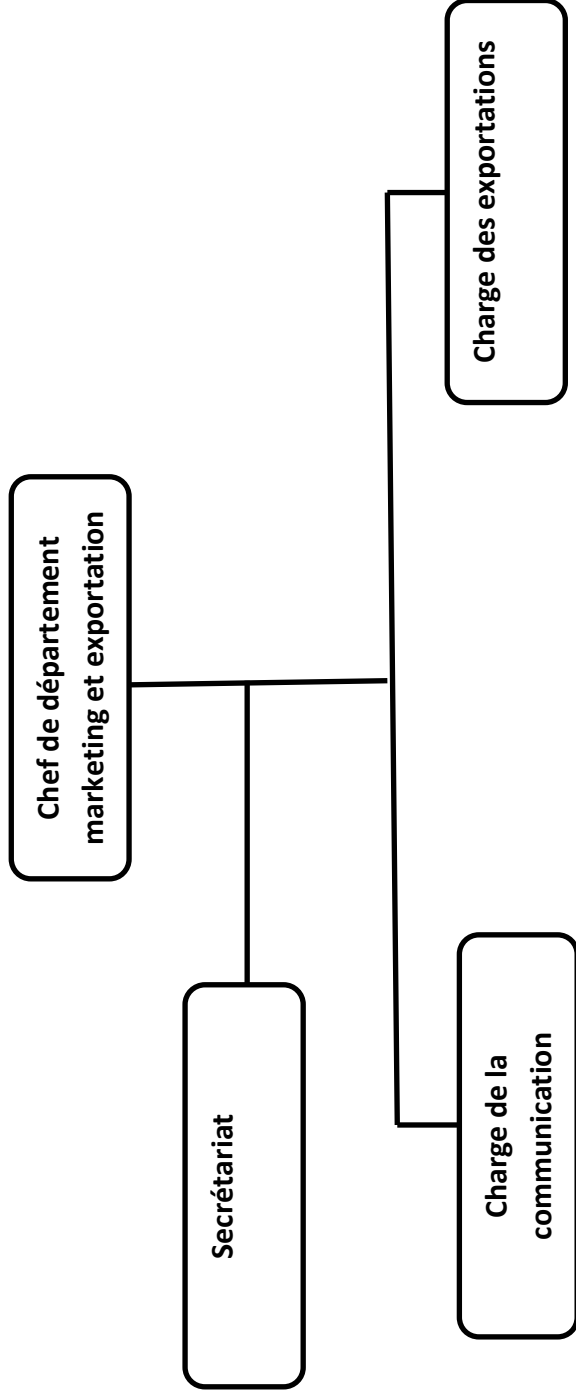 Chef de département
marketing et exportation
Secrétariat
Charge de la
communication
Charge des exportations